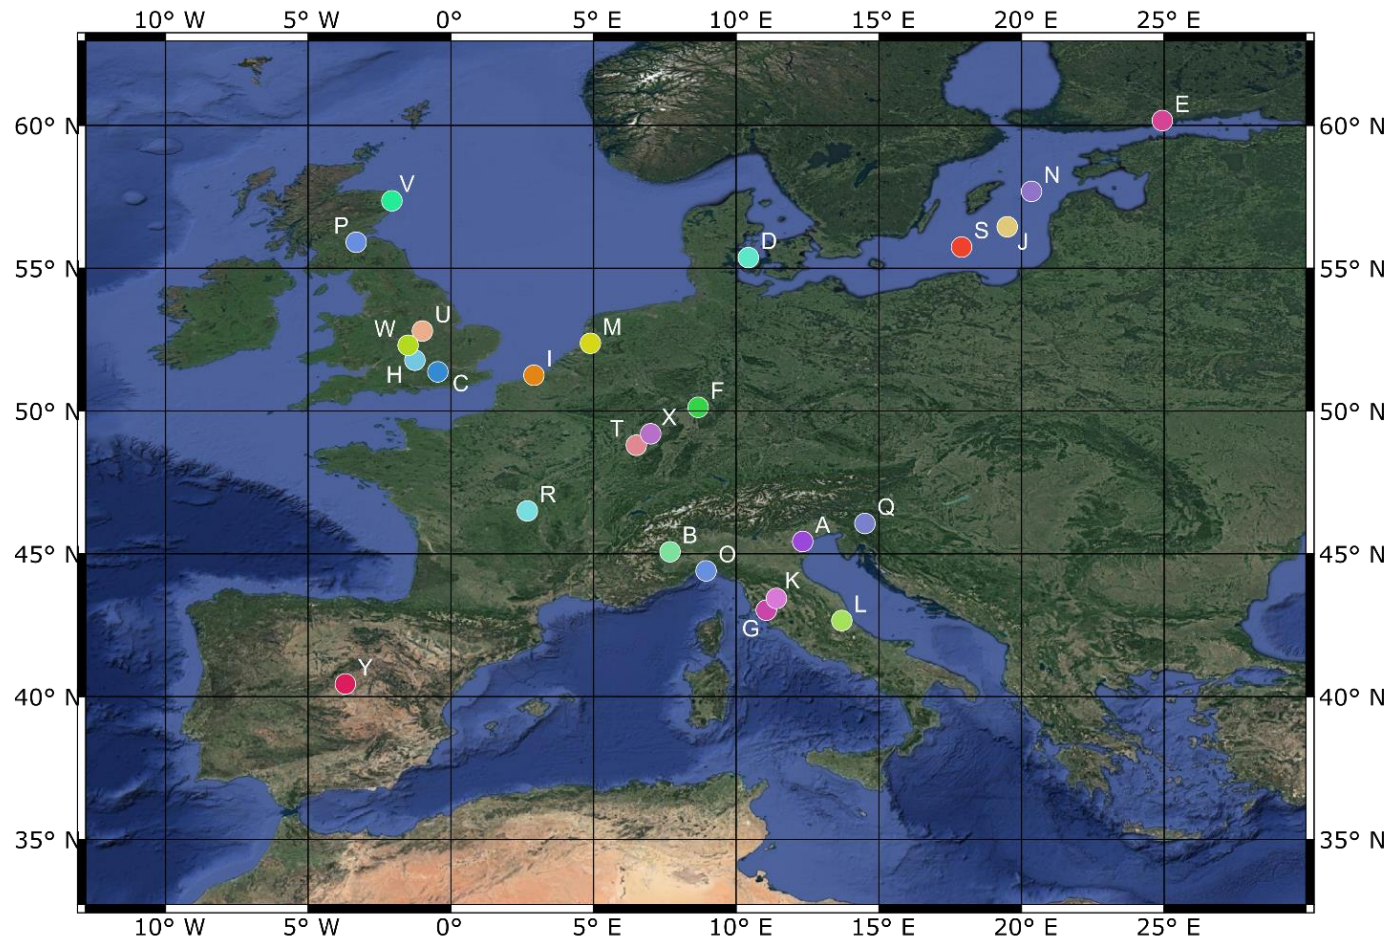 10° W 5° W 0° 5° E 10° E 15° E 20° E 25° E
E
60° N 60° N
N
V
P
S
J
D
55° N 55° N
U
W
M
I
H
C
F
50° N 50° N
X
T
R
Q
A
B
45° N 45° N
O
K
L
G
Y
40° N 40° N
35° N 35° N
10° W 5° W 0° 5° E 10° E 15° E 20° E 25° E